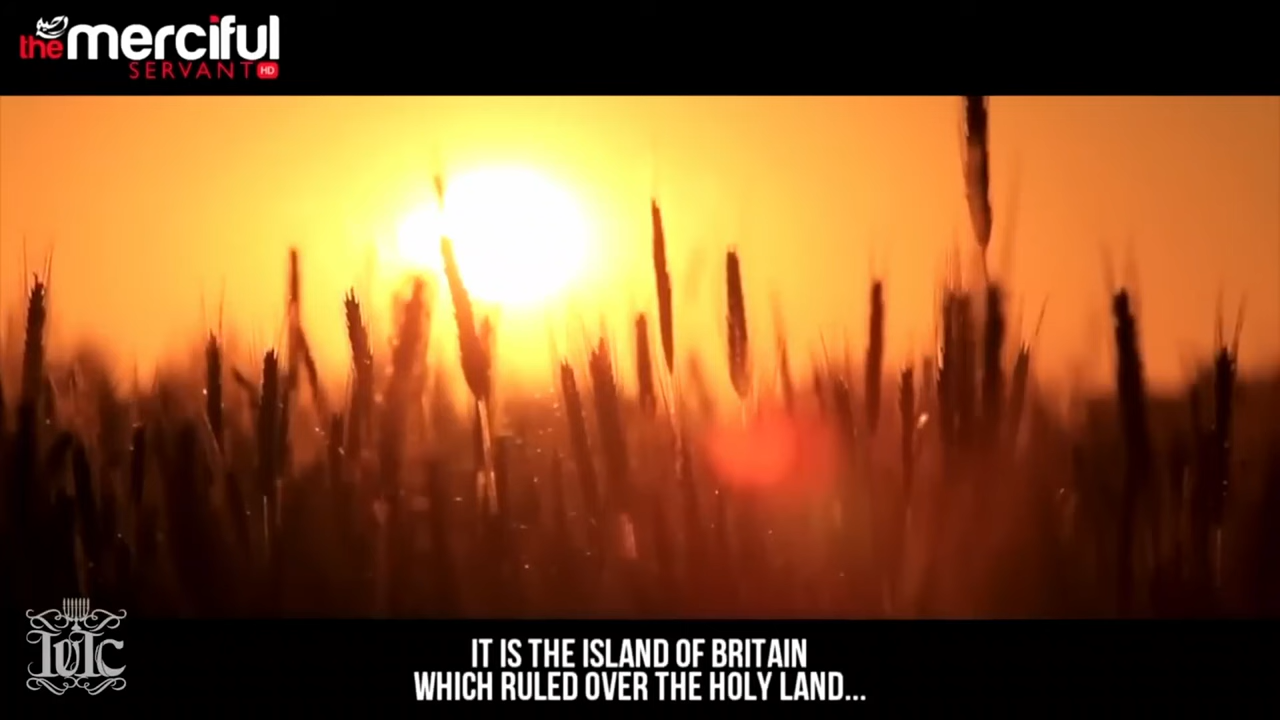 the merciful
SERVANT HD
IUIC
IT IS THE ISLAND OF BRITAIN
WHICH RULED OVER THE HOLY LAND...